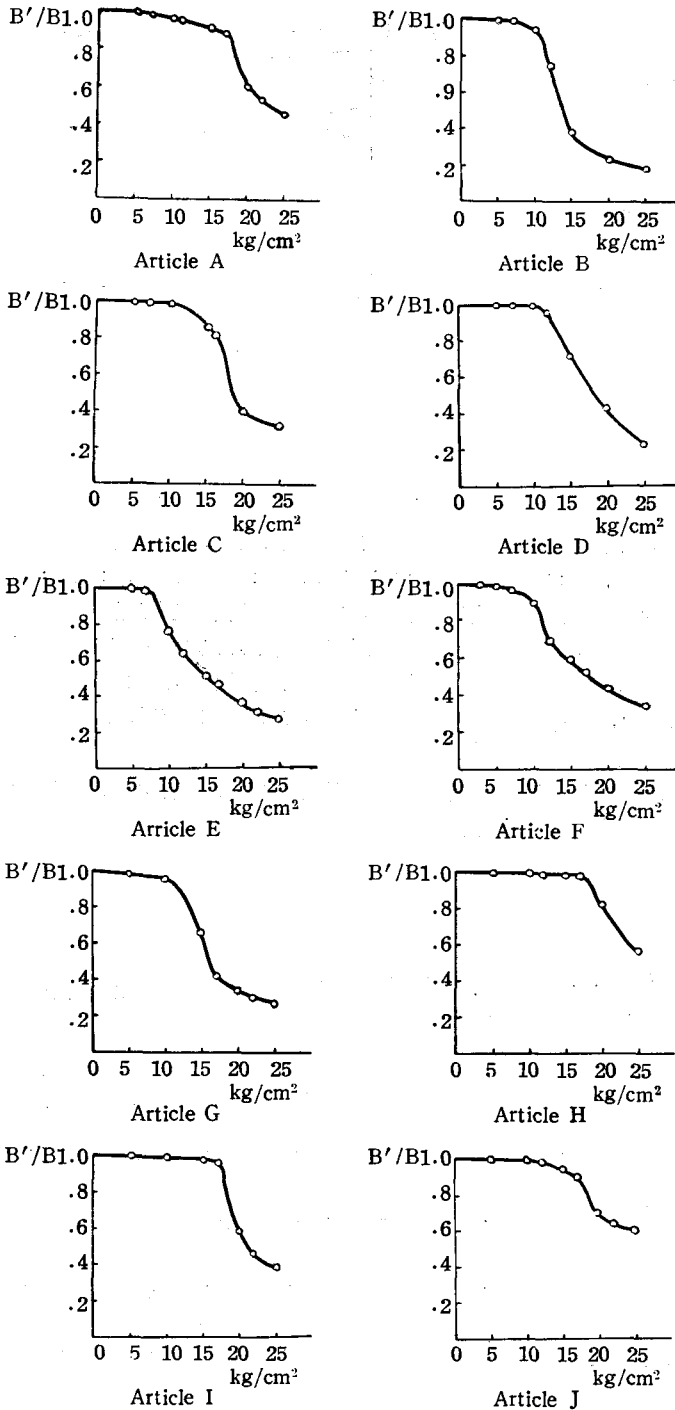 B′/B1.0
.8
.6
.4
.2
0 5 10 15 20 25
kg/cm²
Article A
B′/B1.0
.8
.9
.4
.2
0 5 10 15 20 25
kg/cm²
Article B
B′/B1.0
.8
.6
.4
.2
0 5 10 15 20 25
kg/cm²
Article C
B′/B1.0
.8
.6
.4
.2
0 5 10 15 20 25
kg/cm²
Article D
B′/B1.0
.8
.6
.4
.2
0 5 10 15 20 25
kg/cm²
Arricle E
B′/B1.0
.8
.6
.4
.2
0 5 10 15 20 25
kg/cm²
Article F
B′/B1.0
.8
.6
.4
.2
0 5 10 15 20 25
kg/cm²
Article G
B′/B1.0
.8
.6
.4
.2
0 5 10 15 20 25
kg/cm²
Article H
B′/B1.0
.8
.6
.4
.2
0 5 10 15 20 25
kg/cm²
Article I
B′/B1.0
.8
.6
.4
.2
0 5 10 15 20 25
kg/cm²
Article J